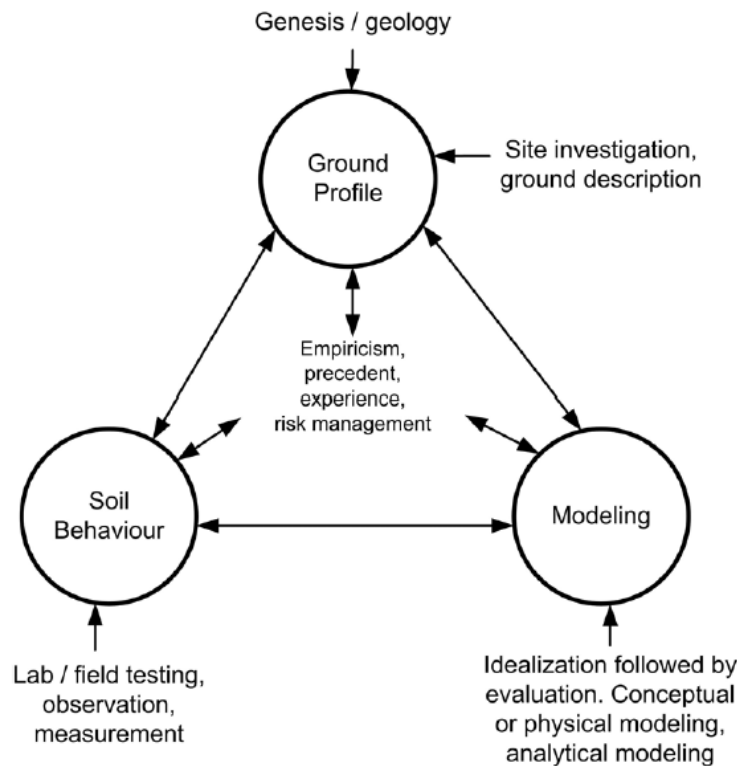 Genesis / geology
Ground
Profile
Site investigation,
ground description
Empiricism,
precedent,
experience,
risk management
Soil
Behaviour
Modeling
Lab / field testing,
observation,
measurement
Idealization followed by
evaluation. Conceptual
or physical modeling,
analytical modeling